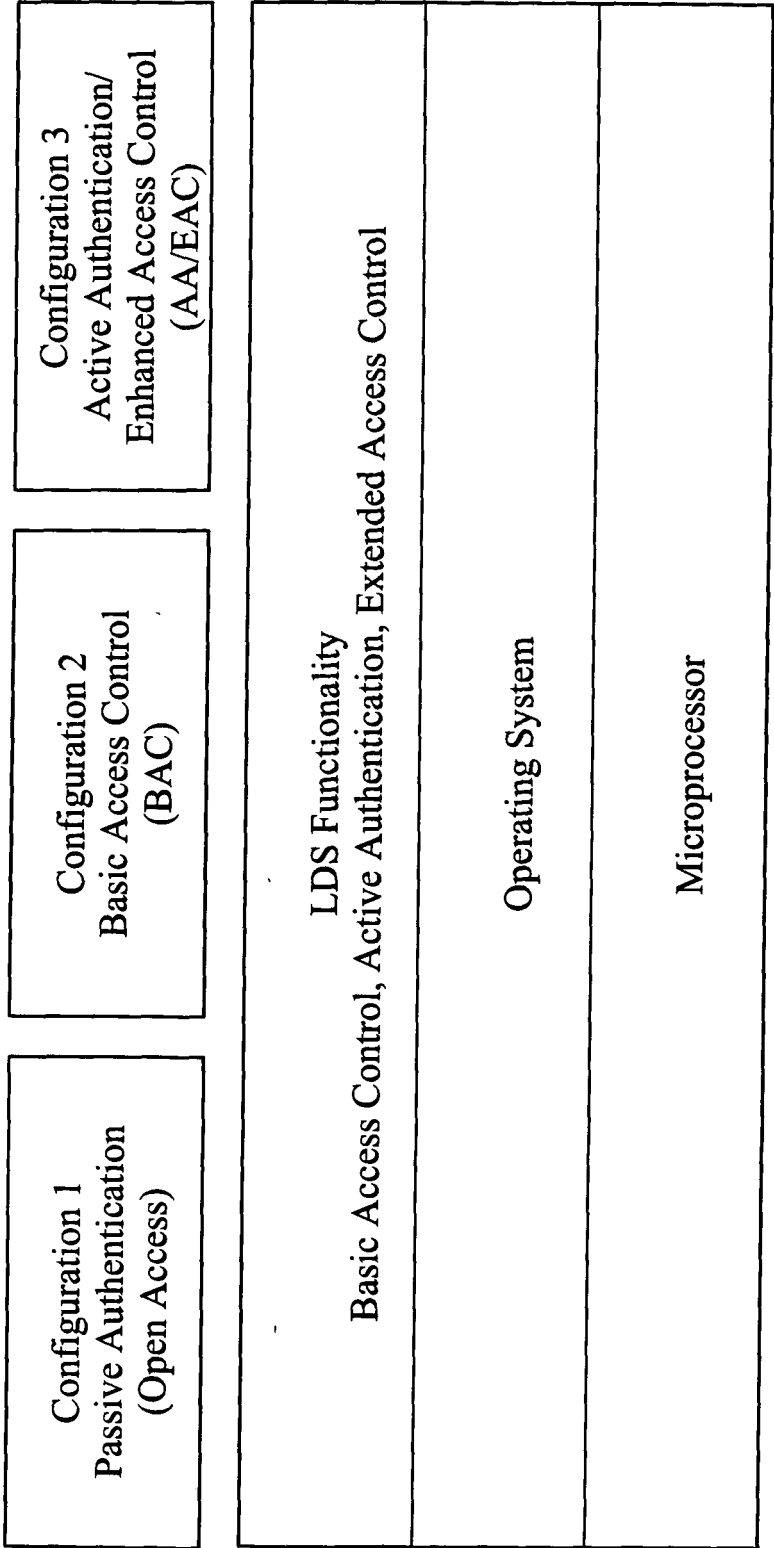 Configuration 1
Passive Authentication
(Open Access)
Configuration 2
Basic Access Control
(BAC)
Configuration 3
Active Authentication/
Enhanced Access Control
(AA/EAC)
LDS Functionality
Basic Access Control, Active Authentication, Extended Access Control
Operating System
Microprocessor